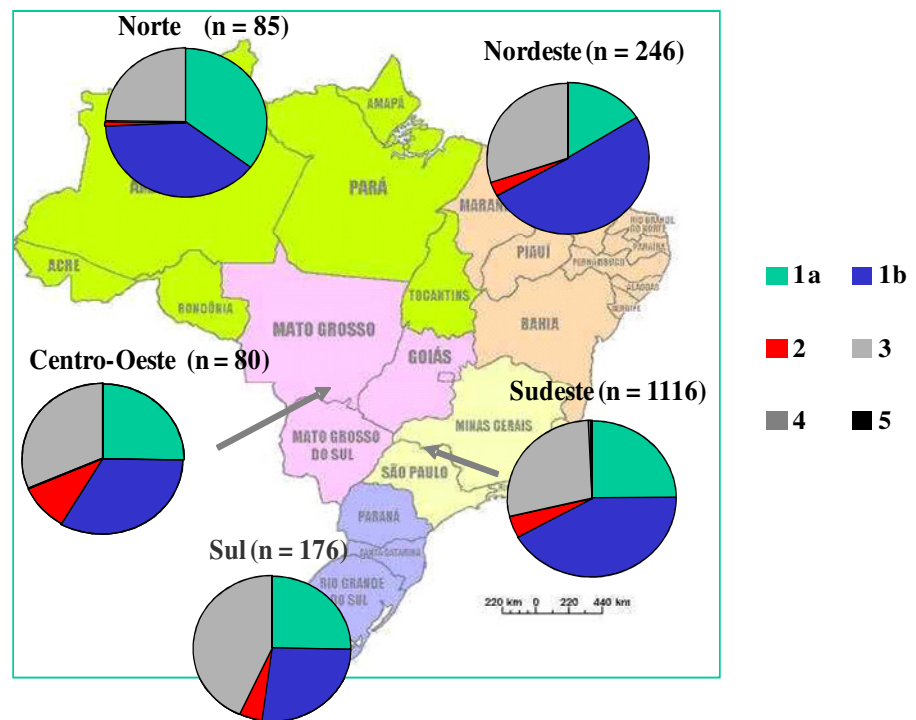 Norte (n = 85)
Nordeste (n = 246)
AMAPÁ
PARÁ
PIAUÍ
RIO GRANDE
DO NORTE
PARAÍBA
PERNAMBUCO
ALAGOAS
SERGIPE
ACRE
RONDÔNIA
TOCANTINS
BAHIA
MATO GROSSO
GOIÁS
1a 1b
2 3
4 5
Centro-Oeste (n = 80)
Sudeste (n = 1116)
MINAS GERAIS
MATO GROSSO
DO SUL
SÃO PAULO
PARANÁ
Sul (n = 176)
SANTA CATARINA
RIO GRANDE
DO SUL
220 km 0 220 440 km